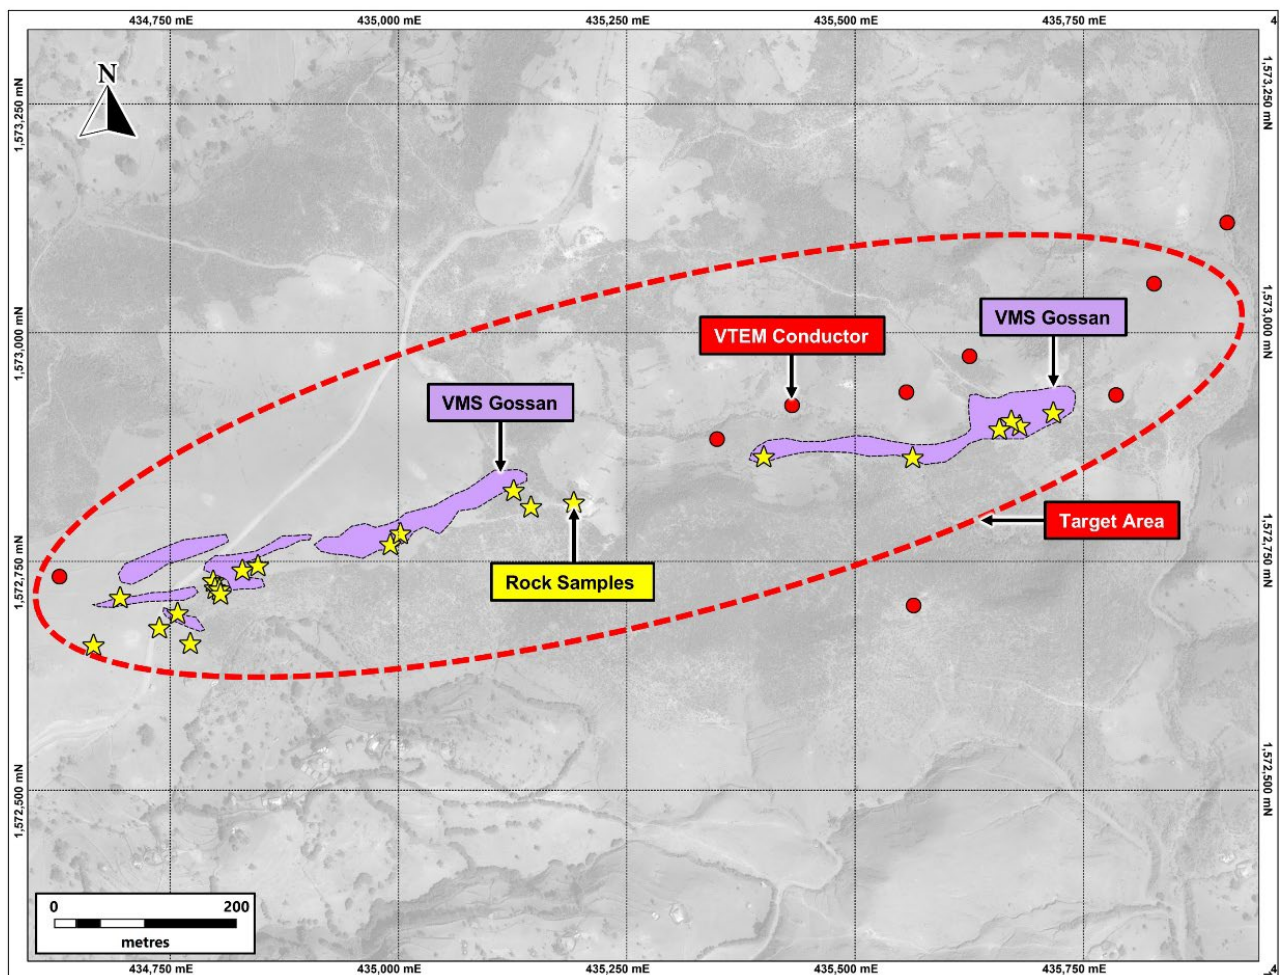 434,750 mE 435,000 mE 435,250 mE 435,500 mE 435,750 mE 4
N
1,573,250 mN 1,573,250 mN
VMS Gossan
1,573,000 mN 1,573,000 mN
VTEM Conductor
VMS Gossan
Target Area
1,572,750 mN 1,572,750 mN
Rock Samples
1,572,500 mN 1,572,500 mN
0 200
metres
434,750 mE 435,000 mE 435,250 mE 435,500 mE 435,750 mE 4